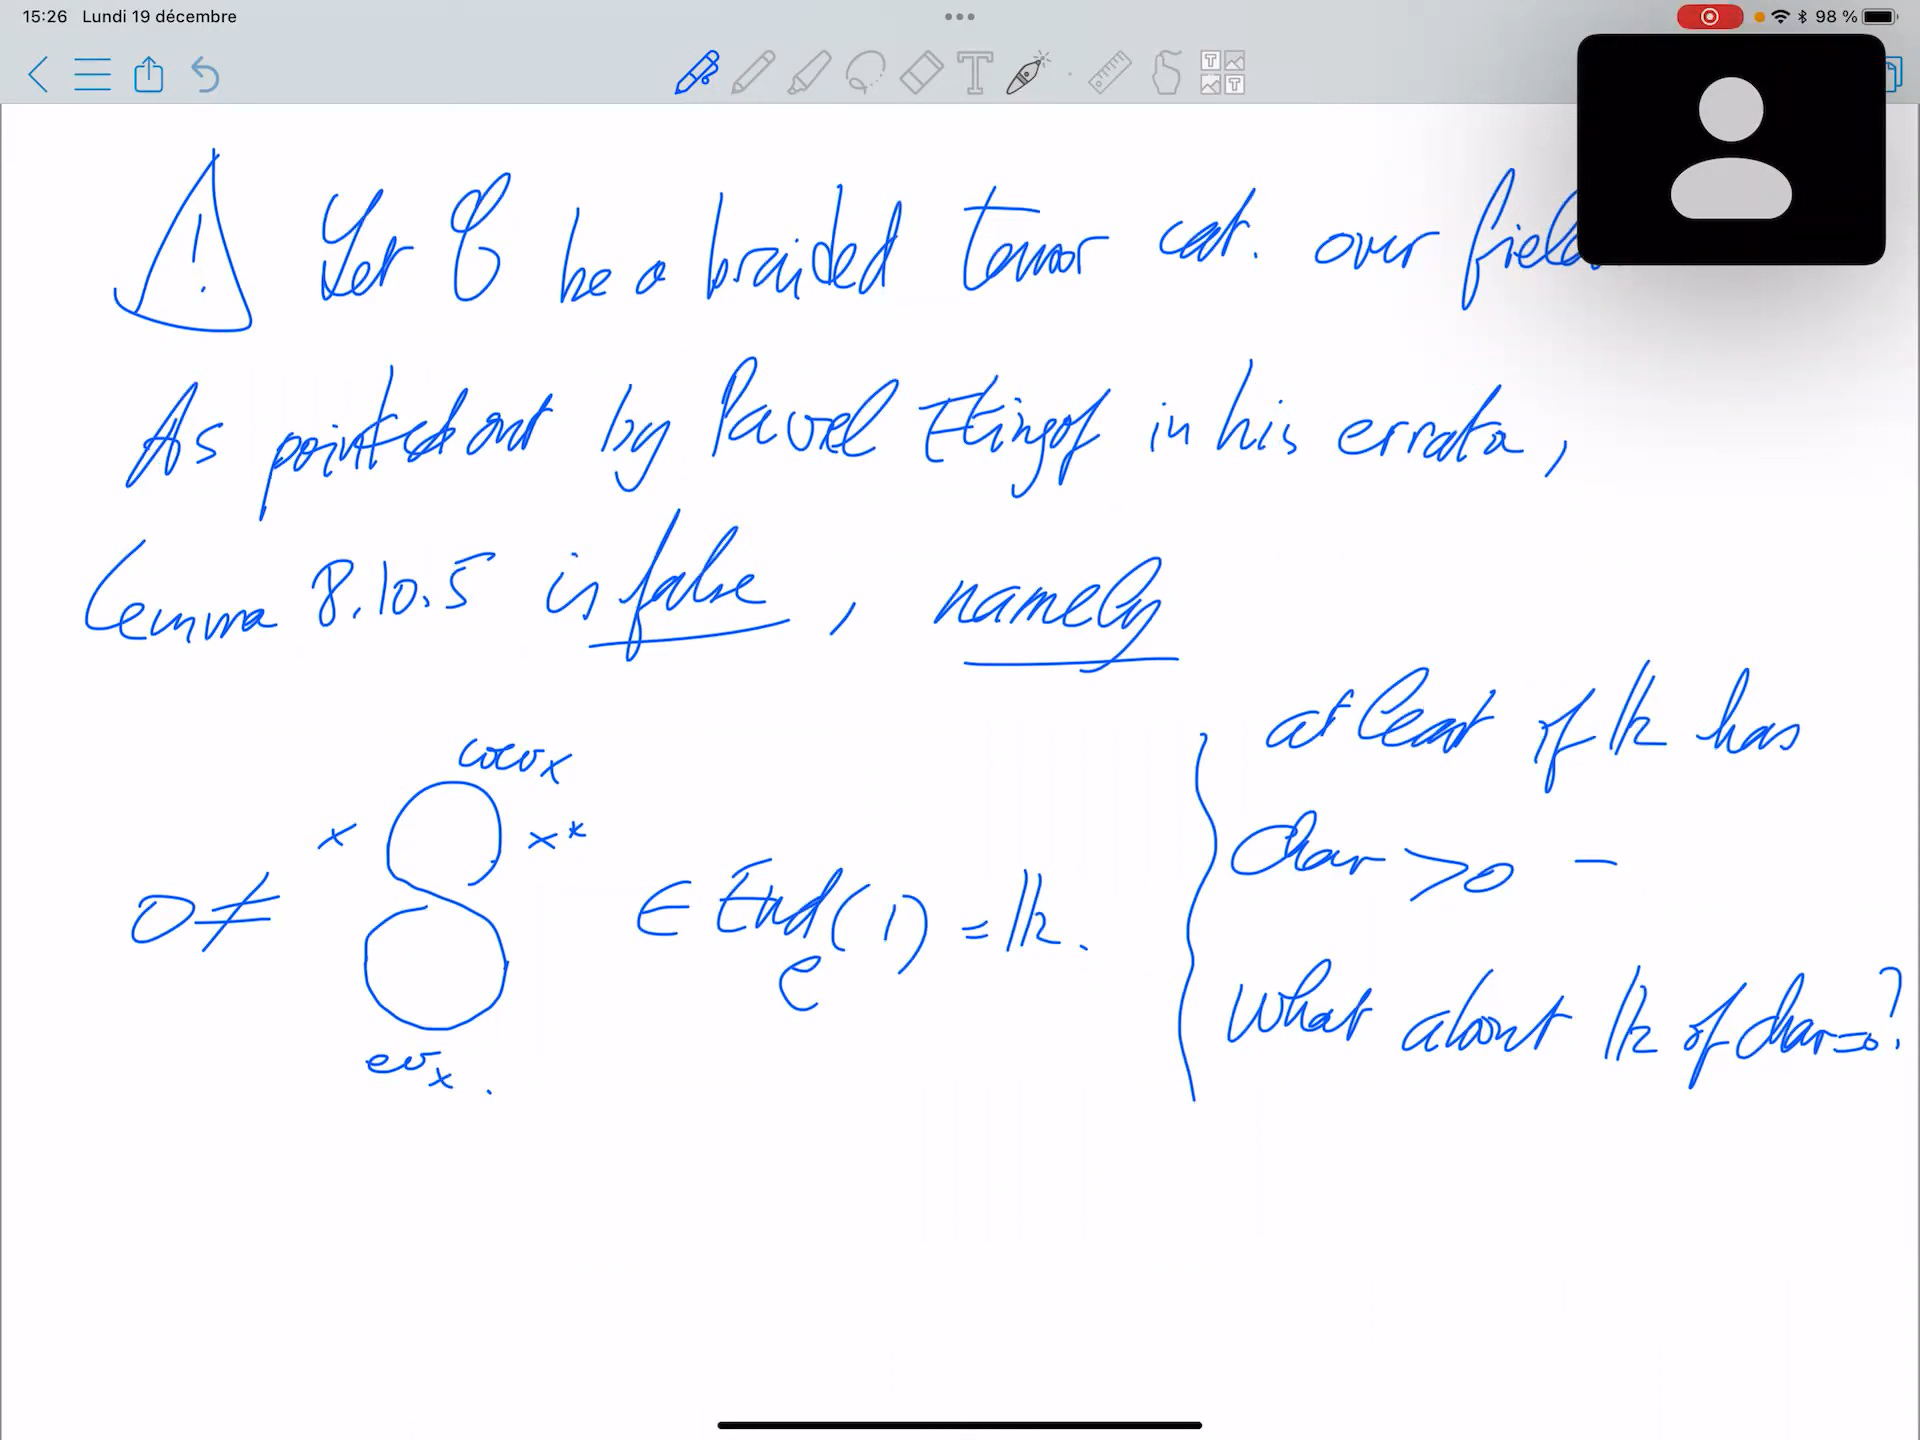 15:26 Lundi 19 décembre
98 %
! Let C be a braided tensor cat. over field
As pointed out by Pavel Etingof in his errata,
Lemma 8.10.5 is false, namely
at least if k has
char > 0 –
What about k of char = 0?
coev_X
X X*
0 ≠ ∈ End_C(1) = k.
ev_X.